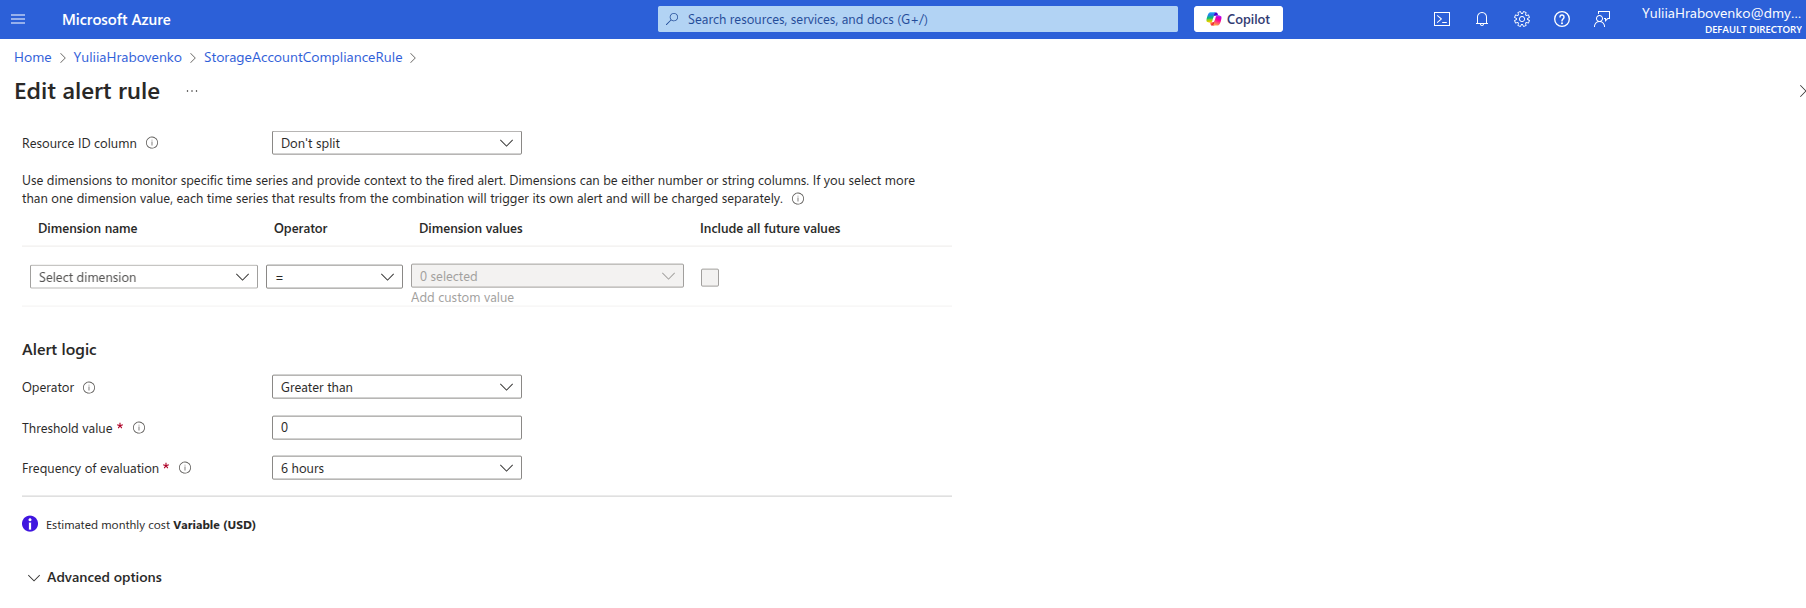 Microsoft Azure
Search resources, services, and docs (G+/)
Copilot
YuliiaHrabovenko@dmy...
DEFAULT DIRECTORY
Home > YuliiaHrabovenko > StorageAccountComplianceRule >
Edit alert rule ...
Resource ID column
Don't split
Use dimensions to monitor specific time series and provide context to the fired alert. Dimensions can be either number or string columns. If you select more
than one dimension value, each time series that results from the combination will trigger its own alert and will be charged separately.
Dimension name Operator Dimension values Include all future values
Select dimension = 0 selected
Add custom value
Alert logic
Operator Greater than
Threshold value * 0
Frequency of evaluation * 6 hours
Estimated monthly cost Variable (USD)
Advanced options